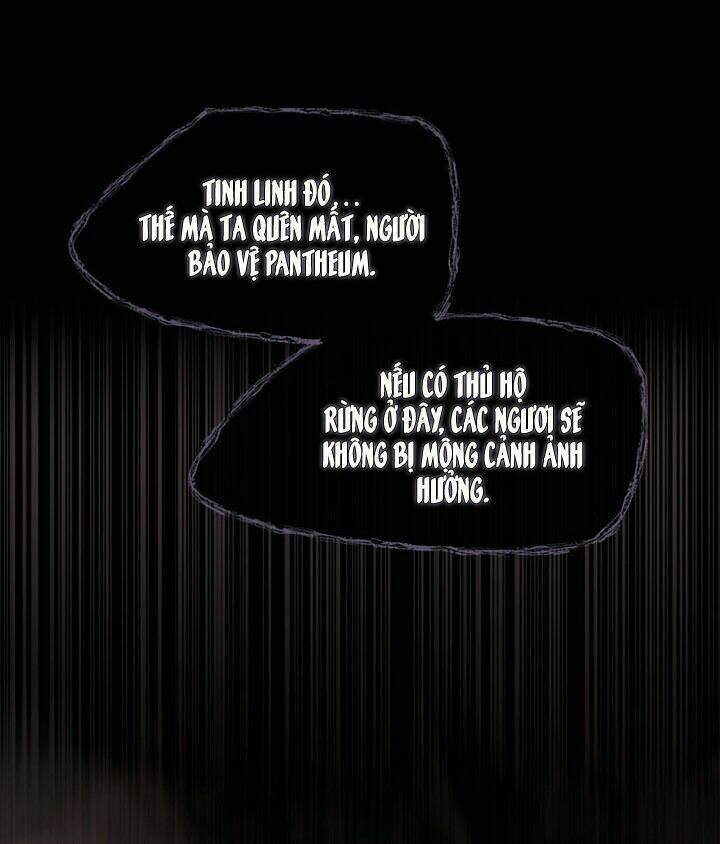 TINH LINH ĐÓ...
THẾ MÀ TA QUÊN MẤT, NGƯỜI
BẢO VỆ PANTHEUM.
NẾU CÓ THỦ HỘ
RỪNG Ở ĐÂY, CÁC NGƯƠI SẼ
KHÔNG BỊ MỘNG CẢNH ẢNH
HƯỞNG.